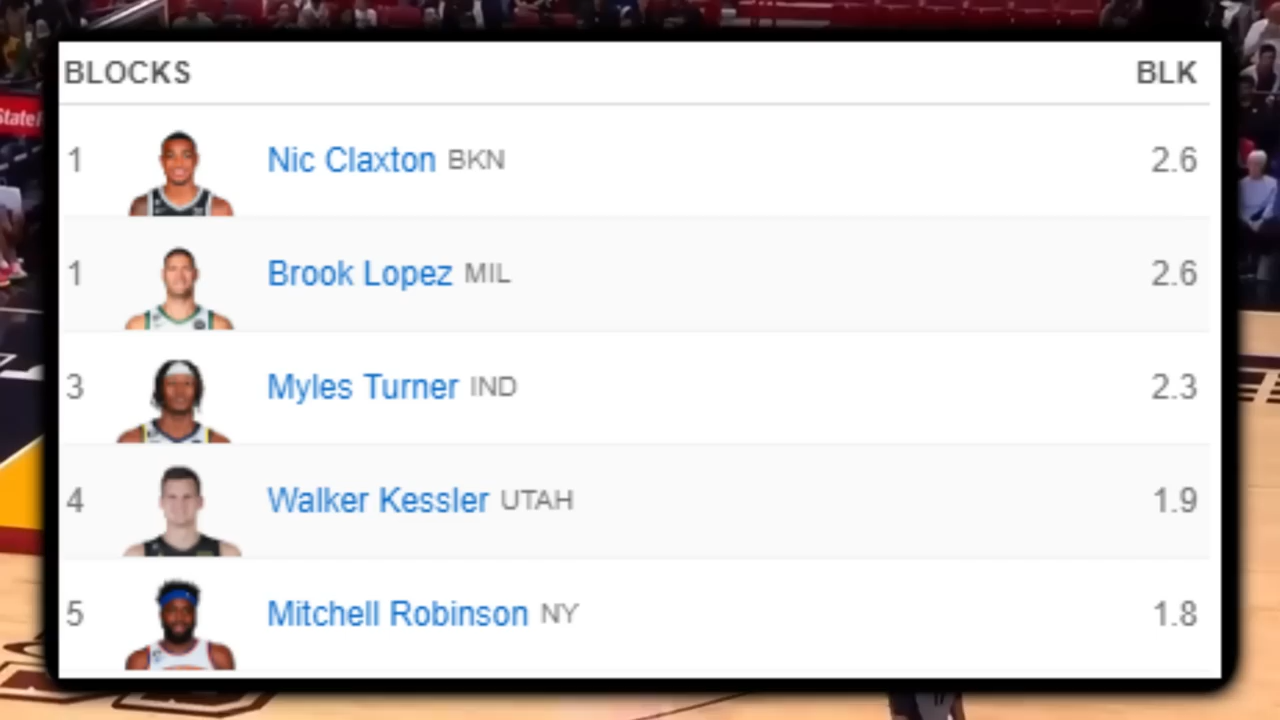 BLOCKS BLK
1 Nic Claxton BKN 2.6
1 Brook Lopez MIL 2.6
3 Myles Turner IND 2.3
4 Walker Kessler UTAH 1.9
5 Mitchell Robinson NY 1.8